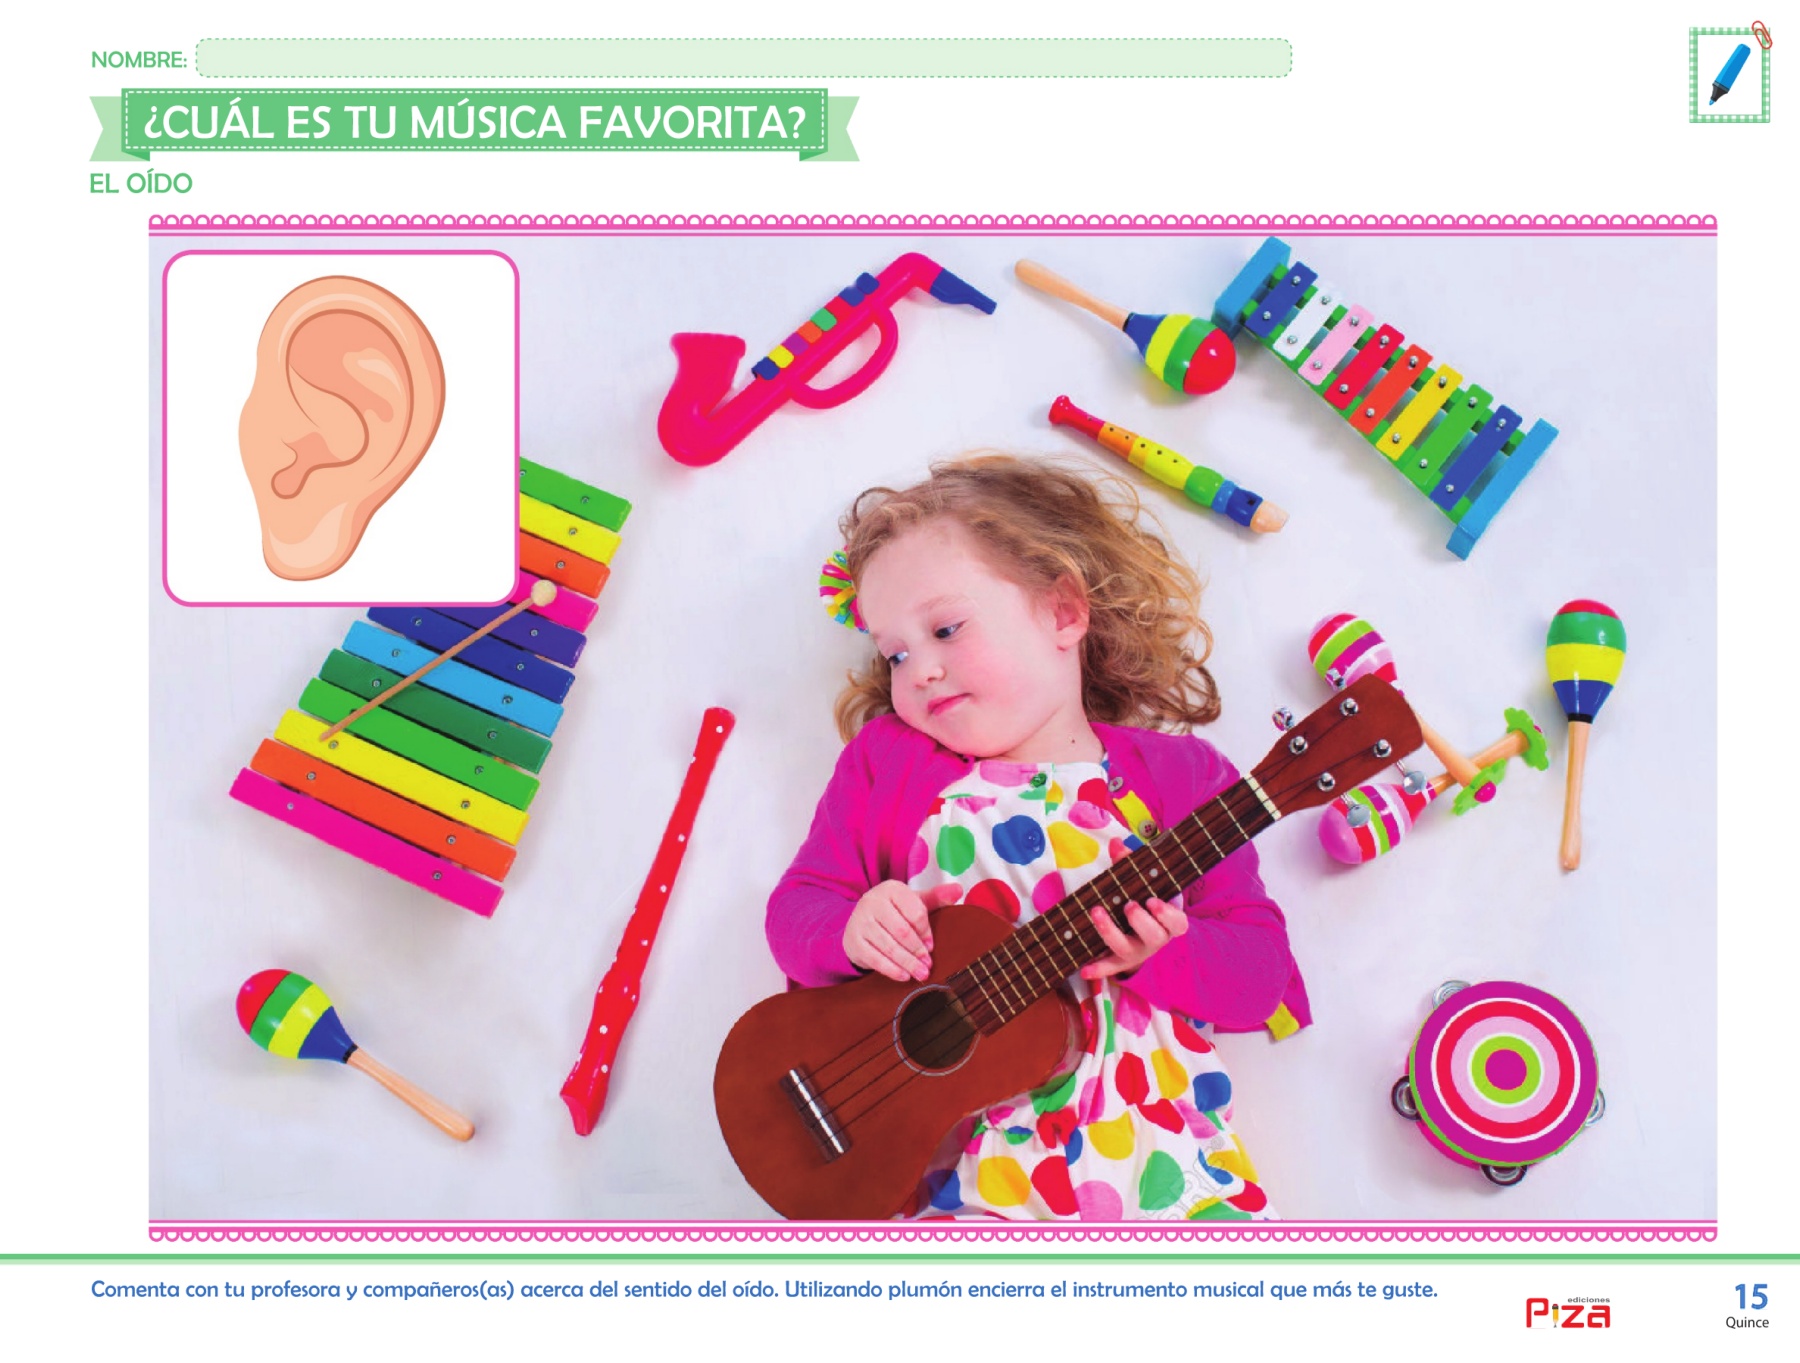 NOMBRE:
¿CUÁL ES TU MÚSICA FAVORITA?
EL OÍDO
Comenta con tu profesora y compañeros(as) acerca del sentido del oído. Utilizando plumón encierra el instrumento musical que más te guste.
ediciones
Piza
15
Quince